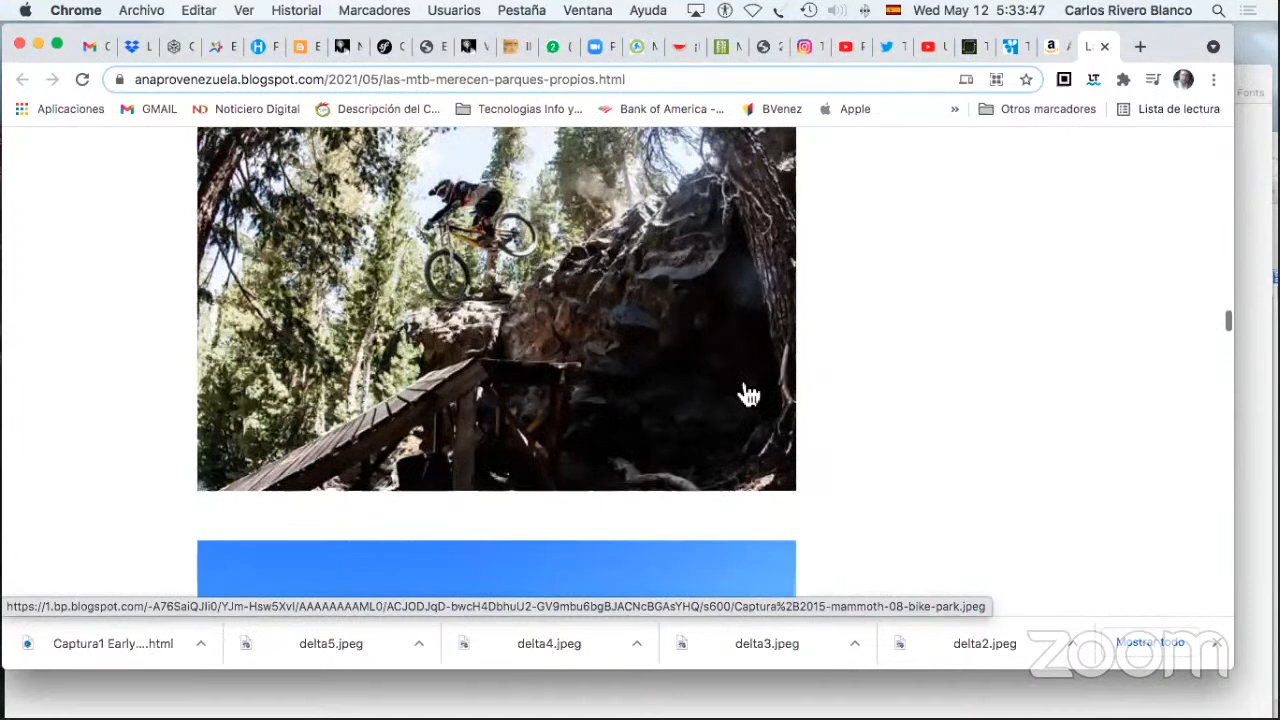 Chrome Archivo Editar Ver Historial Marcadores Usuarios Pestaña Ventana Ayuda Wed May 12 5:33:47 Carlos Rivero Blanco
anaprovenezuela.blogspot.com/2021/05/las-mtb-merecen-parques-propios.html
Fonts
Aplicaciones GMAIL Noticiero Digital Descripción del C... Tecnologias Info y... Bank of America -... BVenez Apple » Otros marcadores Lista de lectura
https://1.bp.blogspot.com/-A76SaiQJIi0/YJm-Hsw5XvI/AAAAAAAAML0/ACJODJqD-bwcH4DbhuU2-GV9mbu6bgBJACNcBGAsYHQ/s600/Captura%2B2015-mammoth-08-bike-park.jpeg
Captura1 Early....html delta5.jpeg delta4.jpeg delta3.jpeg delta2.jpeg Mostrar todo
zoom